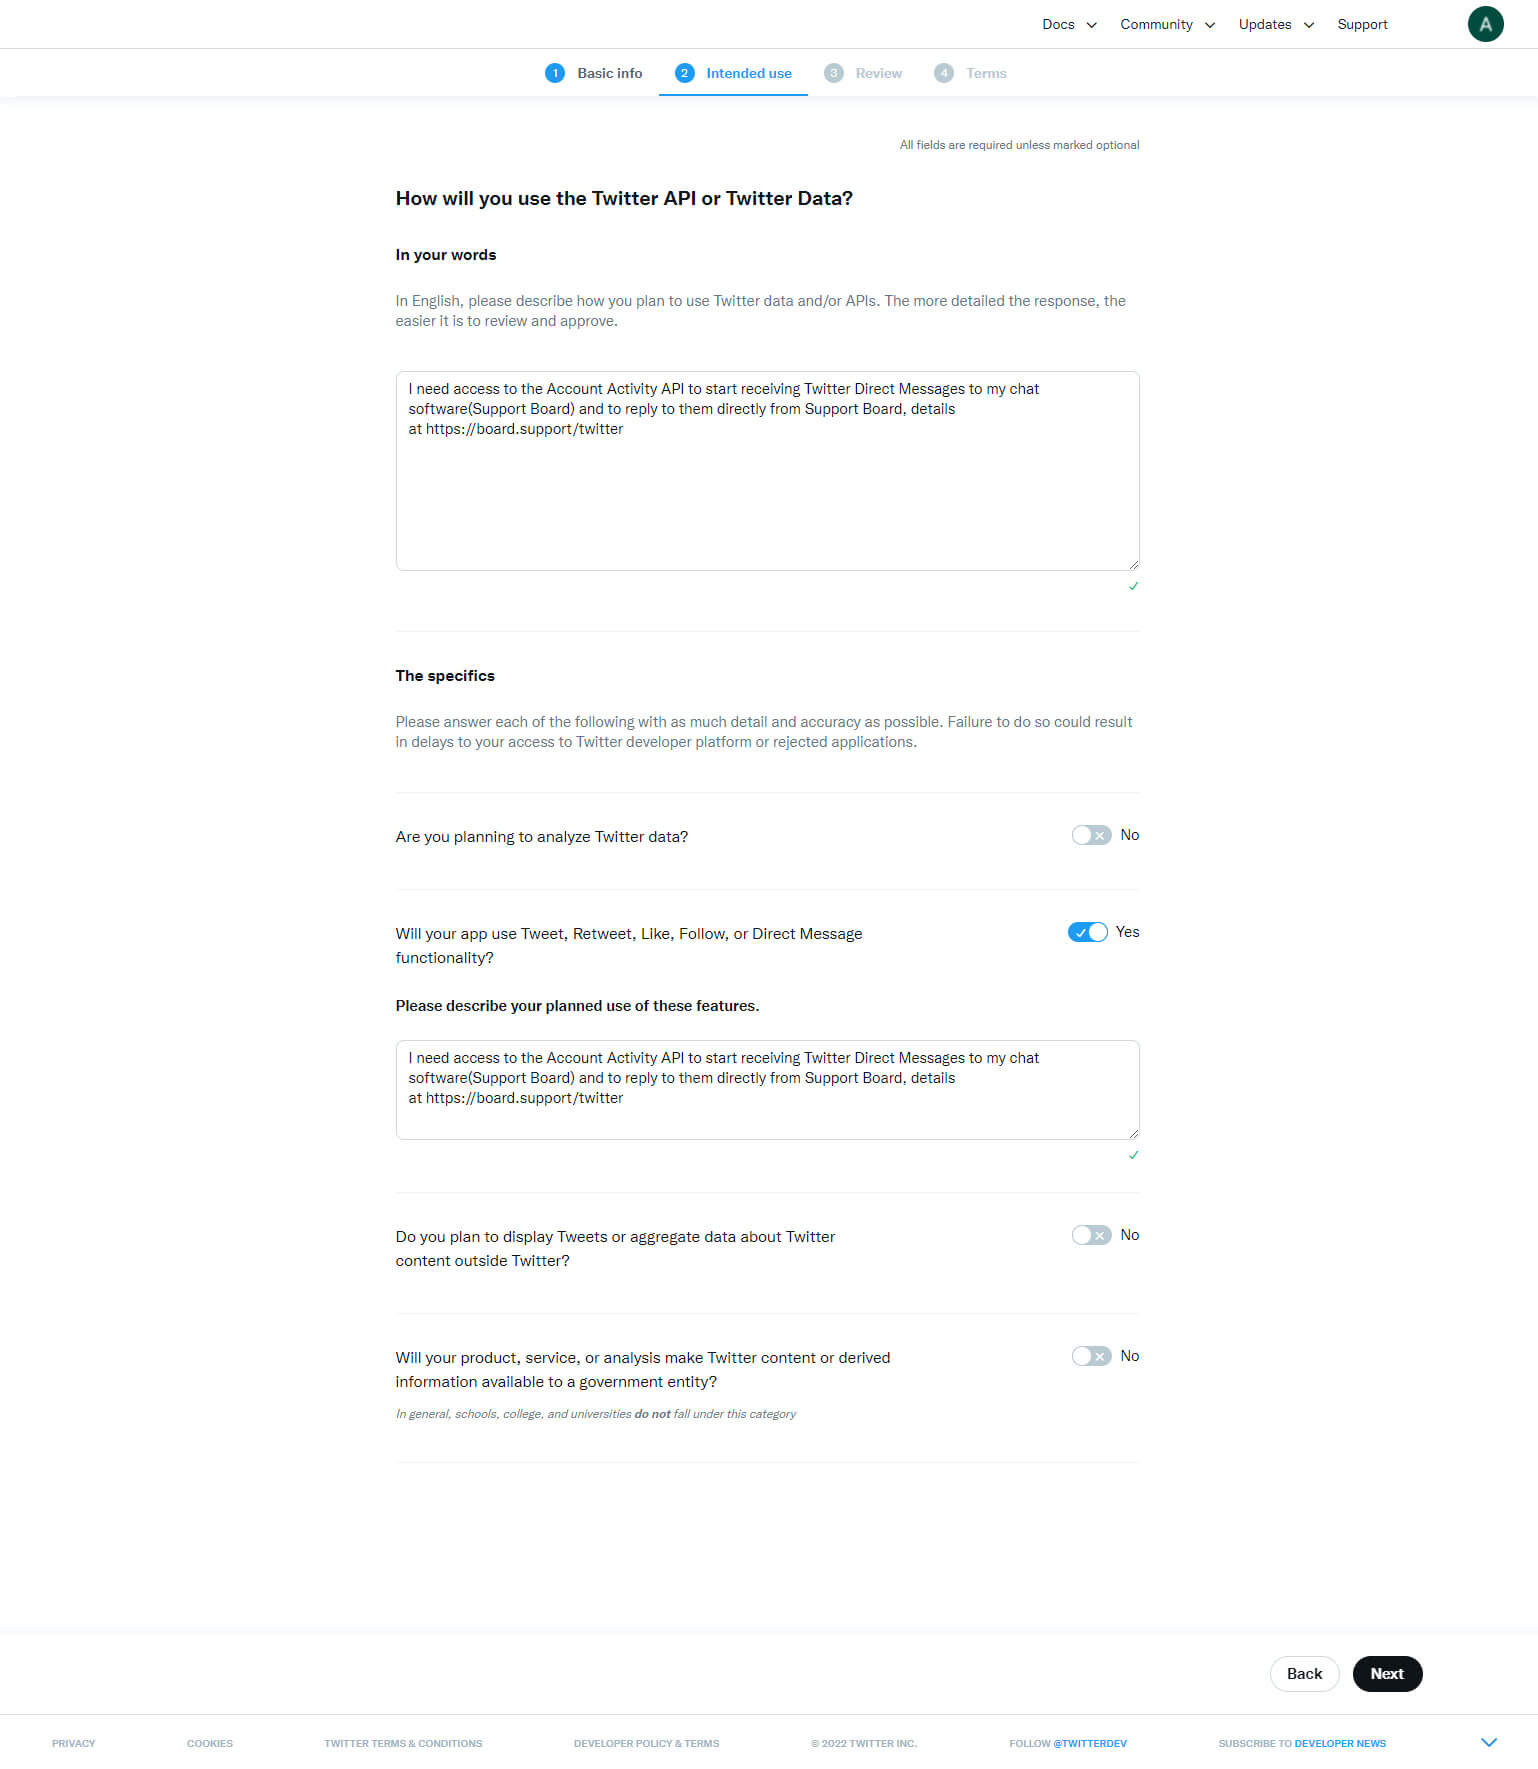 Docs Community Updates Support A
1 Basic info 2 Intended use 3 Review 4 Terms
All fields are required unless marked optional
How will you use the Twitter API or Twitter Data?
In your words
In English, please describe how you plan to use Twitter data and/or APIs. The more detailed the response, the
easier it is to review and approve.
I need access to the Account Activity API to start receiving Twitter Direct Messages to my chat
software(Support Board) and to reply to them directly from Support Board, details
at https://board.support/twitter
The specifics
Please answer each of the following with as much detail and accuracy as possible. Failure to do so could result
in delays to your access to Twitter developer platform or rejected applications.
Are you planning to analyze Twitter data? No
Will your app use Tweet, Retweet, Like, Follow, or Direct Message Yes
functionality?
Please describe your planned use of these features.
I need access to the Account Activity API to start receiving Twitter Direct Messages to my chat
software(Support Board) and to reply to them directly from Support Board, details
at https://board.support/twitter
Do you plan to display Tweets or aggregate data about Twitter No
content outside Twitter?
Will your product, service, or analysis make Twitter content or derived No
information available to a government entity?
In general, schools, college, and universities do not fall under this category
Back Next
PRIVACY COOKIES TWITTER TERMS & CONDITIONS DEVELOPER POLICY & TERMS © 2022 TWITTER INC. FOLLOW @TWITTERDEV SUBSCRIBE TO DEVELOPER NEWS